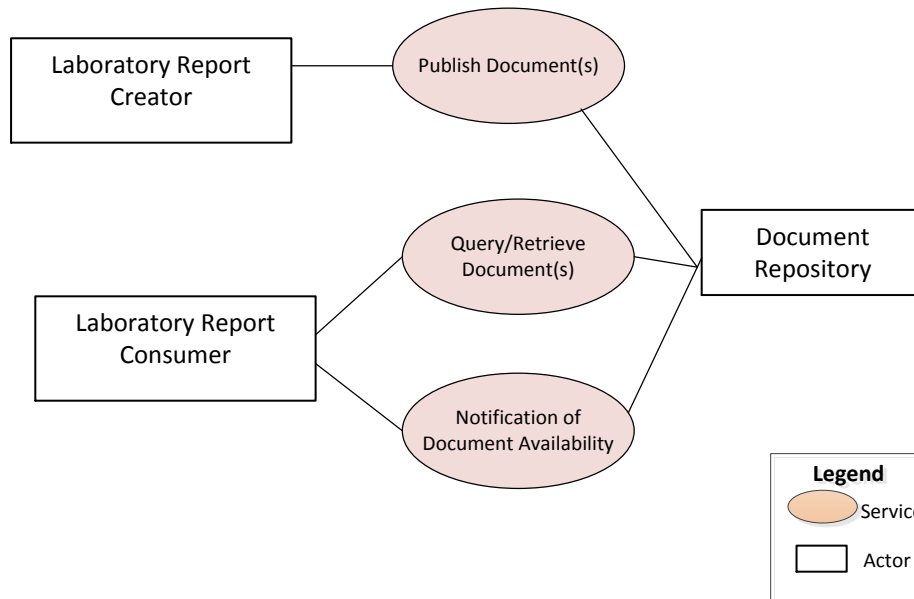 Laboratory Report
Creator
Publish Document(s)
Query/Retrieve
Document(s)
Document
Repository
Laboratory Report
Consumer
Notification of
Document Availability
Legend
Service
Actor